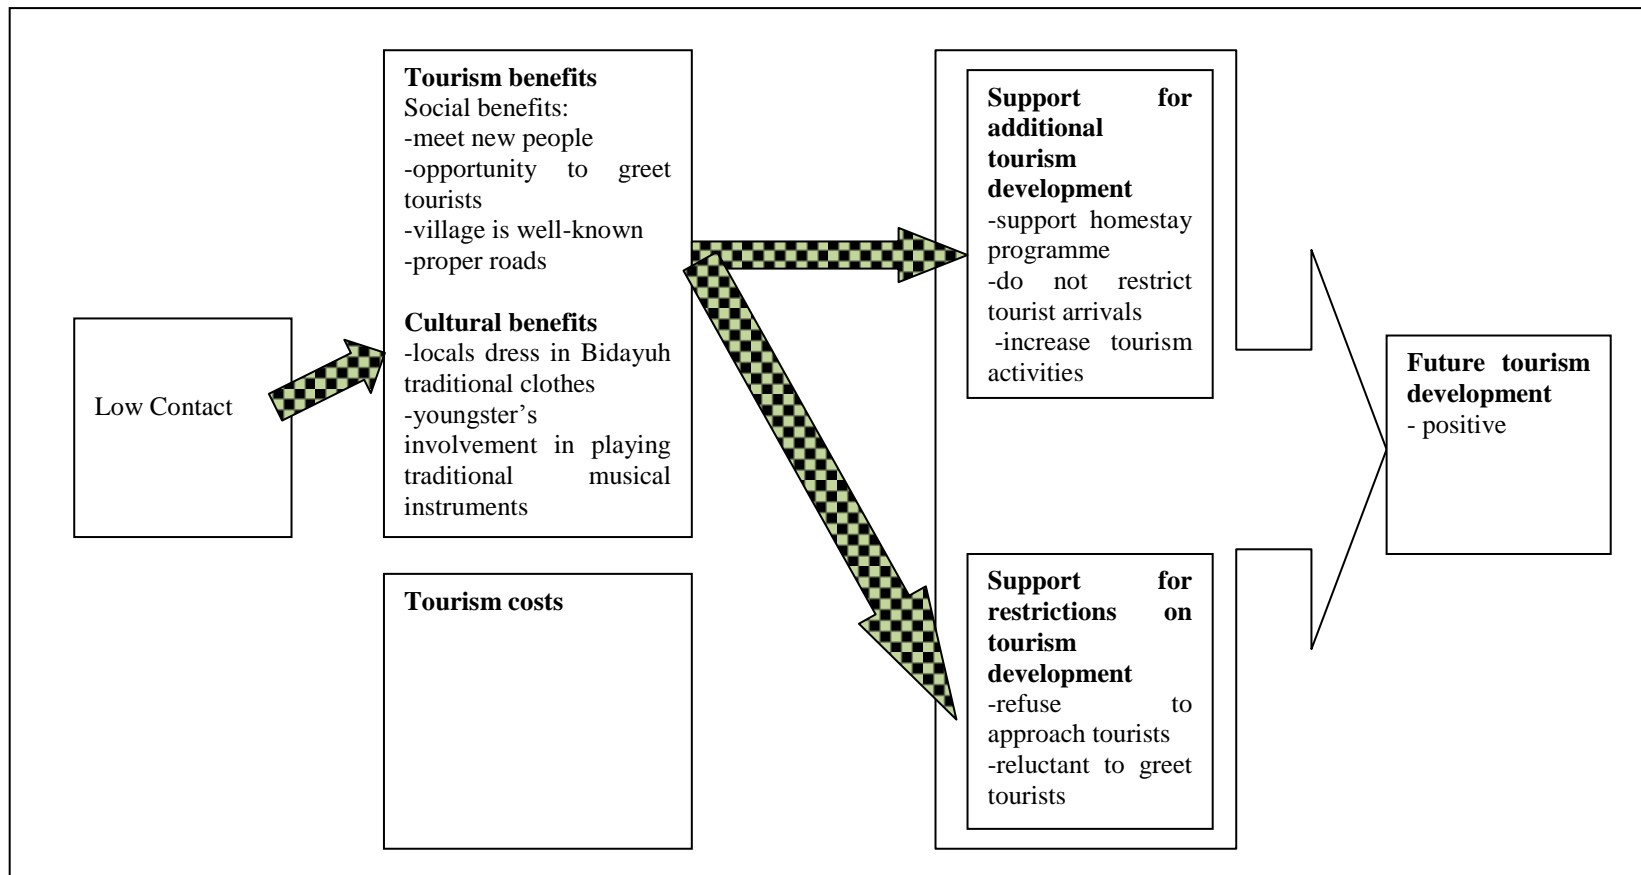 Low Contact
Tourism benefits
Social benefits:
-meet new people
-opportunity to greet
tourists
-village is well-known
-proper roads
Cultural benefits
-locals dress in Bidayuh
traditional clothes
-youngster’s
involvement in playing
traditional musical
instruments
Tourism costs
Support for
additional
tourism
development
-support homestay
programme
-do not restrict
tourist arrivals
-increase tourism
activities
Support for
restrictions on
tourism
development
-refuse to
approach tourists
-reluctant to greet
tourists
Future tourism
development
- positive